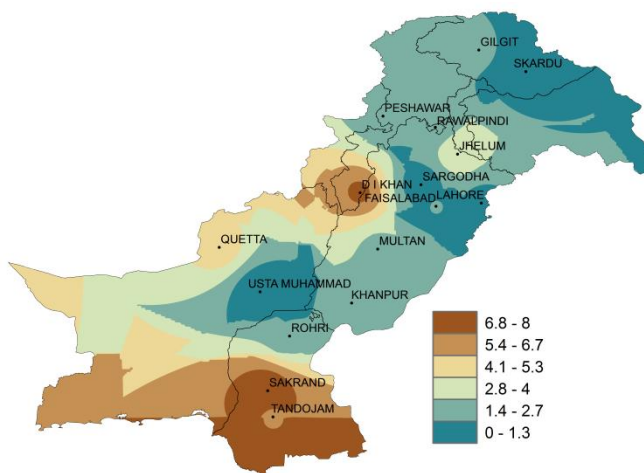 GILGIT
SKARDU
PESHAWAR
RAWALPINDI
JHELUM
SARGODHA
D I KHAN
FAISALABAD
LAHORE
QUETTA
MULTAN
USTA MUHAMMAD
KHANPUR
ROHRI
SAKRAND
TANDOJAM
6.8 - 8
5.4 - 6.7
4.1 - 5.3
2.8 - 4
1.4 - 2.7
0 - 1.3